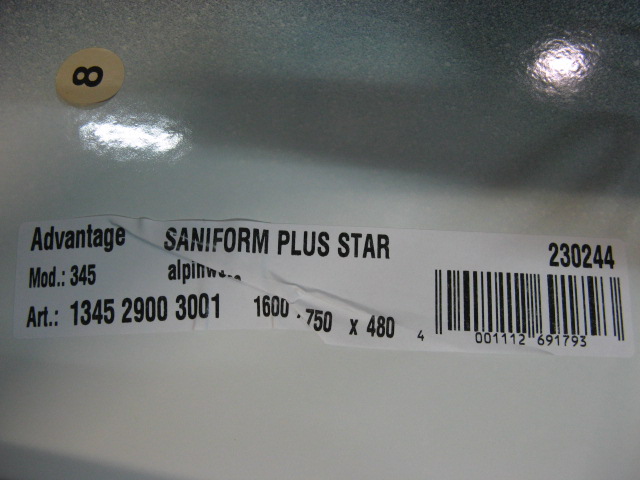 8
Advantage SANIFORM PLUS STAR 230244
Mod.: 345
Art.: 1345 2900 3001 1600 750 x 480
4 001112 691793